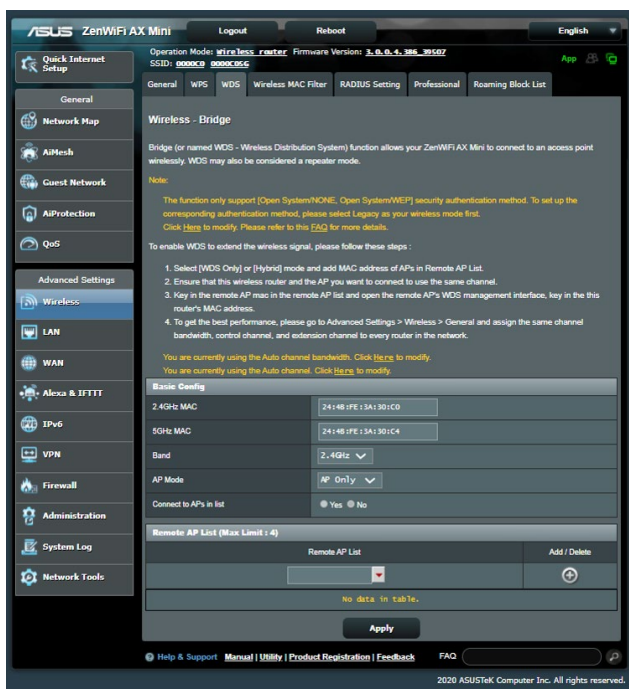 ASUS ZenWiFi AX Mini
Logout
Reboot
English
Operation Mode: Wireless router Firmware Version: 3.0.0.4.386_39507
SSID: 0000C0 0000C05G
App
Quick Internet
Setup
General
Network Map
AiMesh
Guest Network
AiProtection
QoS
Advanced Settings
Wireless
LAN
WAN
Alexa & IFTTT
IPv6
VPN
Firewall
Administration
System Log
Network Tools
General WPS WDS Wireless MAC Filter RADIUS Setting Professional Roaming Block List
Wireless - Bridge
Bridge (or named WDS - Wireless Distribution System) function allows your ZenWiFi AX Mini to connect to an access point
wirelessly. WDS may also be considered a repeater mode.
Note:
The function only support [Open System/NONE, Open System/WEP] security authentication method. To set up the
corresponding authentication method, please select Legacy as your wireless mode
first.
Click Here to modify. Please refer to this FAQ for more details.
To enable WDS to extend the wireless signal, please follow these steps :
1. Select [WDS Only] or [Hybrid] mode and add MAC address of APs in Remote AP
List.
2. Ensure that this wireless router and the AP you want to connect to use the same channel.
3. Key in the remote AP mac in the remote AP list and open the remote AP's WDS management interface, key in the this
router's MAC address.
4. To get the best performance, please go to Advanced Settings > Wireless > General and assign the same channel
bandwidth, control channel, and extension channel to every router in the network.
You are currently using the Auto channel bandwidth. Click Here to modify.
You are currently using the Auto channel. Click Here to modify.
Basic Config
2.4GHz MAC 24:4B:FE:3A:30:C0
5GHz MAC 24:4B:FE:3A:30:C4
Band 2.4GHz
AP Mode AP Only
Connect to APs in list Yes No
Remote AP List (Max Limit : 4)
Remote AP List Add / Delete
No data in table.
Apply
Help & Support Manual | Utility | Product Registration | Feedback FAQ
2020 ASUSTeK Computer Inc. All rights reserved.